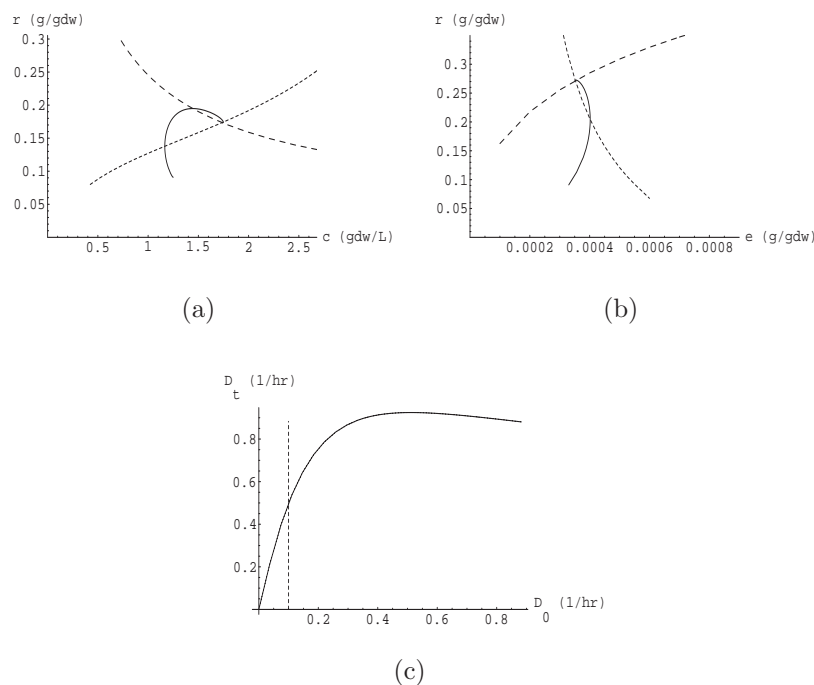 r (g/gdw)
0.3
0.25
0.2
0.15
0.1
0.05
0.5 1 1.5 2 2.5
c (gdw/L)
(a)
r (g/gdw)
0.3
0.25
0.2
0.15
0.1
0.05
0.0002 0.0004 0.0006 0.0008
e (g/gdw)
(b)
D_t (1/hr)
0.8
0.6
0.4
0.2
0.2 0.4 0.6 0.8
D_0 (1/hr)
(c)